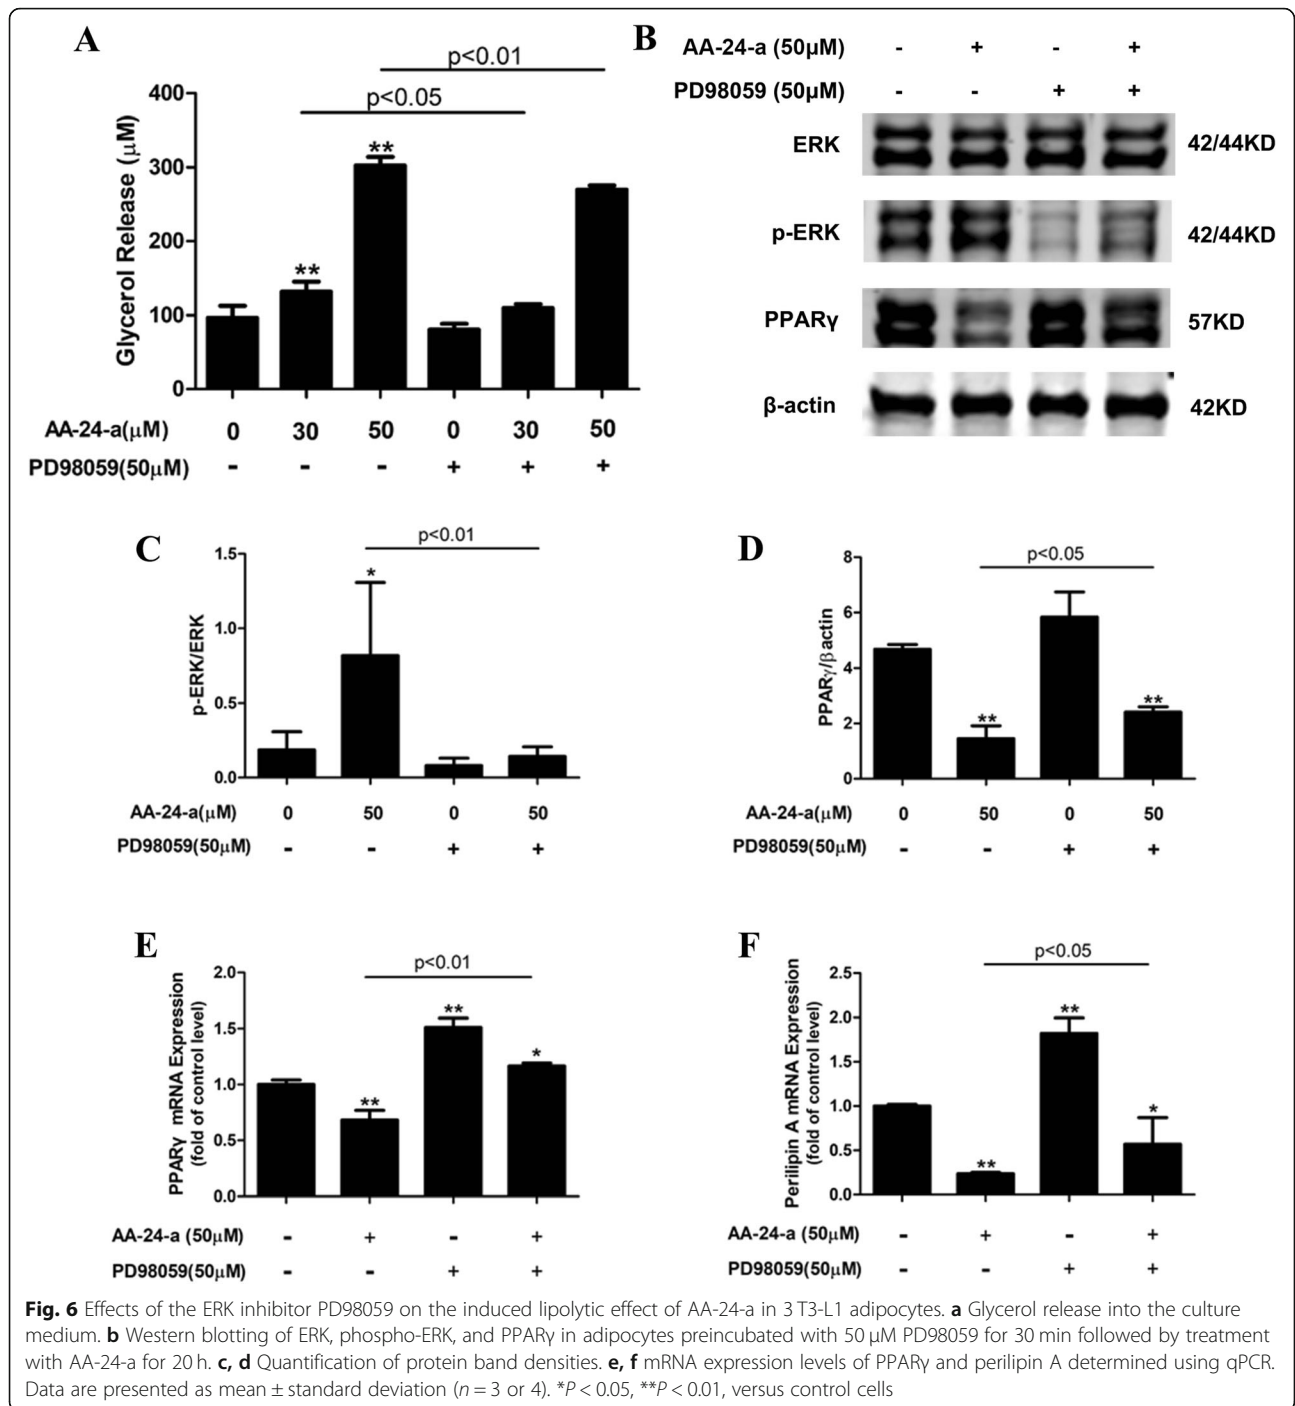 A
p<0.01
p<0.05
Glycerol Release (μM)
400
300
200
100
0
**
**
AA-24-a(μM) 0 30 50 0 30 50
PD98059(50μM) - - - + + +
B
AA-24-a (50μM) - + - +
PD98059 (50μM) - - + +
ERK 42/44KD
p-ERK 42/44KD
PPARγ 57KD
β-actin 42KD
C
p<0.01
p-ERK/ERK
1.5
1.0
0.5
0.0
*
AA-24-a(μM) 0 50 0 50
PD98059(50μM) - - + +
D
p<0.05
PPARγ/βactin
8
6
4
2
0
**
**
AA-24-a(μM) 0 50 0 50
PD98059(50μM) - - + +
E
p<0.01
PPARγ mRNA Expression
(fold of control level)
2.0
1.5
1.0
0.5
0.0
**
**
*
AA-24-a (50μM) - + - +
PD98059(50μM) - - + +
F
p<0.05
Perilipin A mRNA Expression
(fold of control level)
2.5
2.0
1.5
1.0
0.5
0.0
**
**
*
AA-24-a (50μM) - + - +
PD98059(50μM) - - + +
Fig. 6 Effects of the ERK inhibitor PD98059 on the induced lipolytic effect of AA-24-a in 3 T3-L1 adipocytes. a Glycerol release into the culture
medium. b Western blotting of ERK, phospho-ERK, and PPARγ in adipocytes preincubated with 50 μM PD98059 for 30 min followed by treatment
with AA-24-a for 20 h. c, d Quantification of protein band densities. e, f mRNA expression levels of PPARγ and perilipin A determined using qPCR.
Data are presented as mean ± standard deviation (n = 3 or 4). *P < 0.05, **P < 0.01, versus control cells